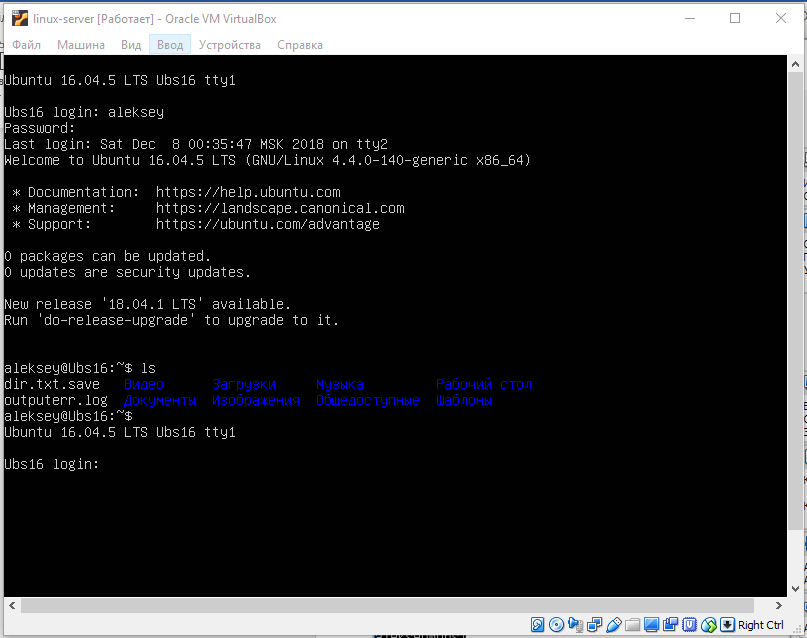 linux-server [Работает] - Oracle VM VirtualBox
Файл Машина Вид Ввод Устройства Справка
Ubuntu 16.04.5 LTS Ubs16 tty1
Ubs16 login: aleksey
Password:
Last login: Sat Dec  8 00:35:47 MSK 2018 on tty2
Welcome to Ubuntu 16.04.5 LTS (GNU/Linux 4.4.0-140-generic x86_64)
* Documentation:  https://help.ubuntu.com
* Management:     https://landscape.canonical.com
* Support:        https://ubuntu.com/advantage
0 packages can be updated.
0 updates are security updates.
New release '18.04.1 LTS' available.
Run 'do-release-upgrade' to upgrade to it.
aleksey@Ubs16:~$ ls
dir.txt.save   Видео      Загрузки     Музыка         Рабочий стол
outputerr.log  Документы  Изображения  Общедоступные  Шаблоны
aleksey@Ubs16:~$
Ubuntu 16.04.5 LTS Ubs16 tty1
Ubs16 login:
Right Ctrl